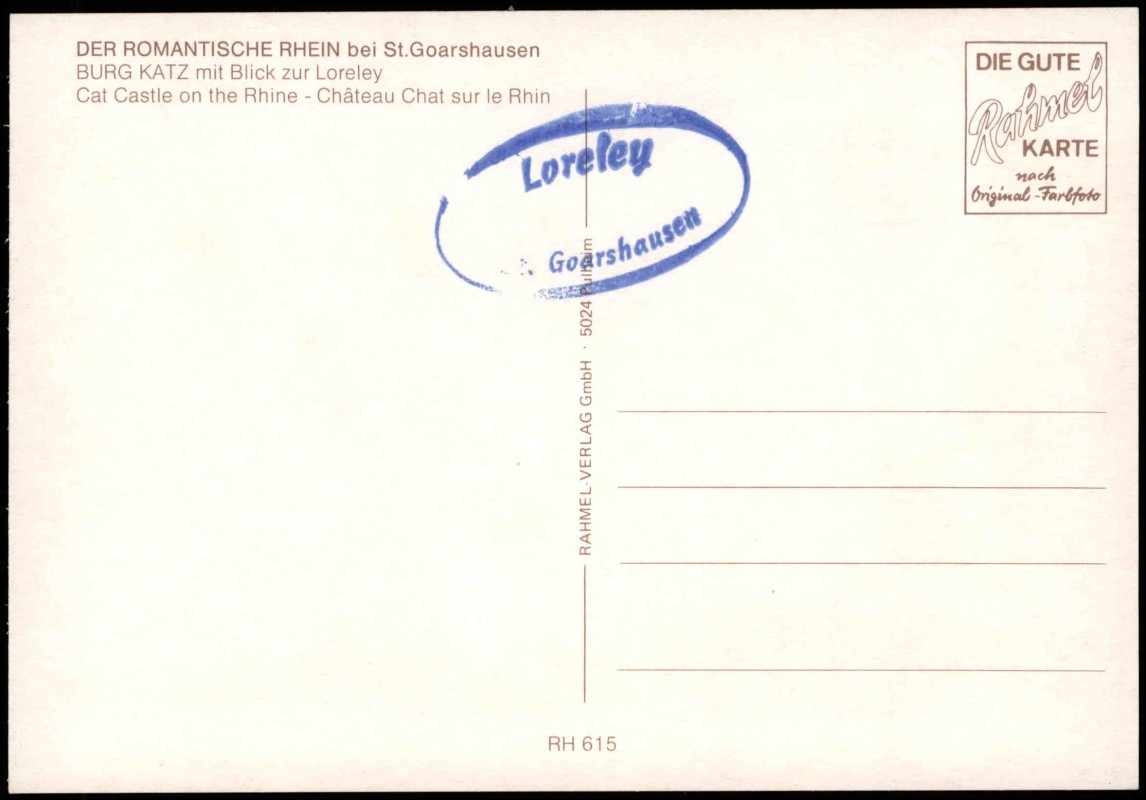 DER ROMANTISCHE RHEIN bei St.Goarshausen
BURG KATZ mit Blick zur Loreley
Cat Castle on the Rhine - Château Chat sur le Rhin
DIE GUTE
Rahmel
KARTE
nach
Original-Farbfoto
Loreley
Goarshausen
RAHMEL-VERLAG GmbH · 5024 Pulheim
RH 615